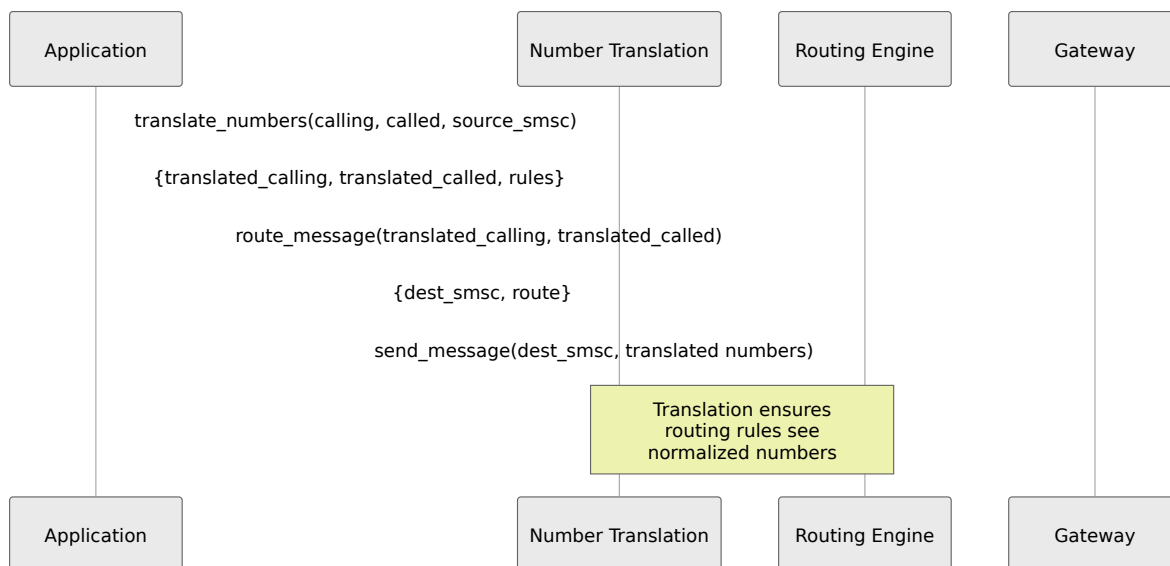 Application
Number Translation
Routing Engine
Gateway
translate_numbers(calling, called, source_smsc)
{translated_calling, translated_called, rules}
route_message(translated_calling, translated_called)
{dest_smsc, route}
send_message(dest_smsc, translated numbers)
Translation ensures
routing rules see
normalized numbers
Application
Number Translation
Routing Engine
Gateway